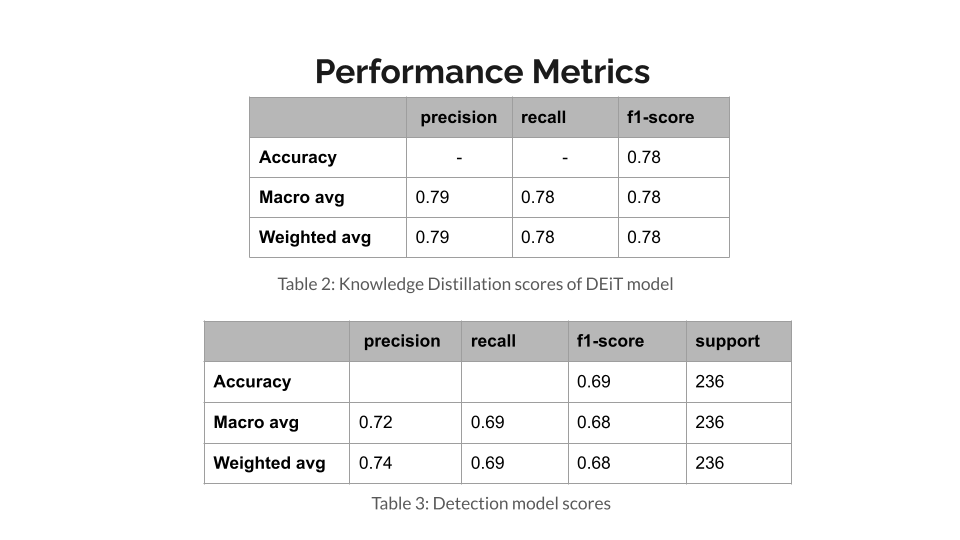 Performance Metrics
precision recall f1-score
Accuracy - - 0.78
Macro avg 0.79 0.78 0.78
Weighted avg 0.79 0.78 0.78
Table 2: Knowledge Distillation scores of DEiT model
precision recall f1-score support
Accuracy 0.69 236
Macro avg 0.72 0.69 0.68 236
Weighted avg 0.74 0.69 0.68 236
Table 3: Detection model scores